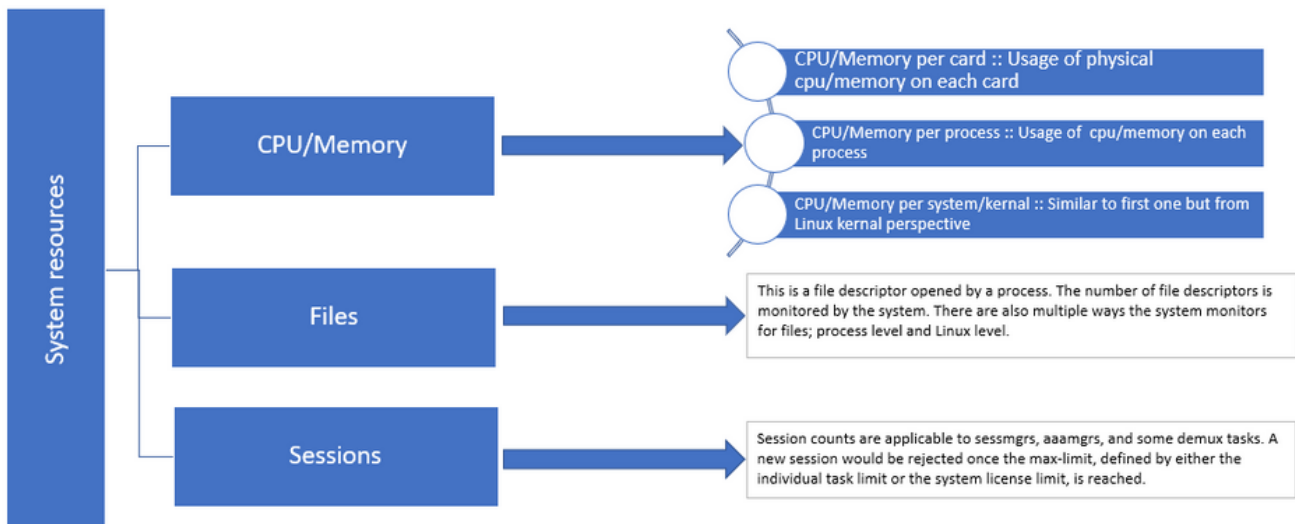 System resources
CPU/Memory
CPU/Memory per card :: Usage of physical
cpu/memory on each card
CPU/Memory per process :: Usage of cpu/memory on each
process
CPU/Memory per system/kernal :: Similar to first one but from
Linux kernel perspective
Files
This is a file descriptor opened by a process. The number of file descriptors is
monitored by the system. There are also multiple ways the system monitors
for files; process level and Linux level.
Sessions
Session counts are applicable to sessmgrs, aaamgrs, and some demux tasks. A
new session would be rejected once the max-limit, defined by either the
individual task limit or the system license limit, is reached.